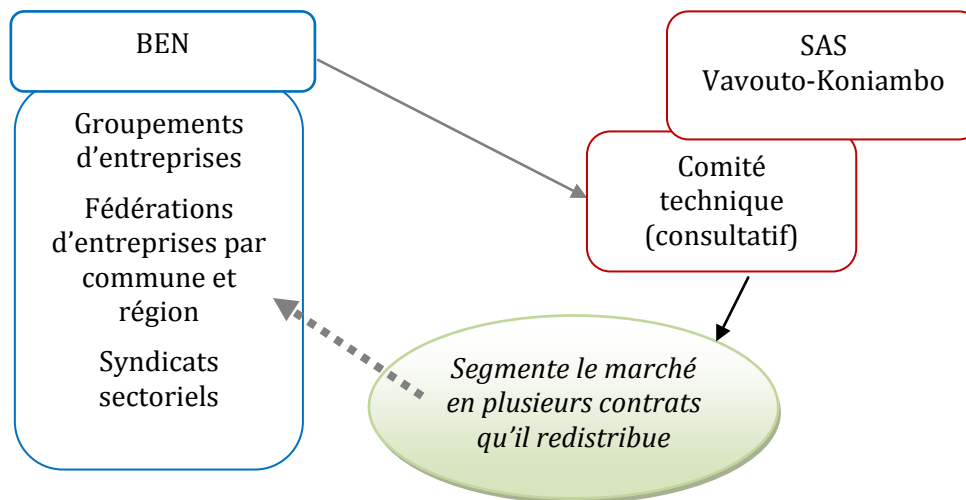 BEN
Groupements
d’entreprises
Fédérations
d’entreprises par
commune et
région
Syndicats
sectoriels
SAS
Vavouto-Koniambo
Comité
technique
(consultatif)
Segmente le marché
en plusieurs contrats
qu’il redistribue